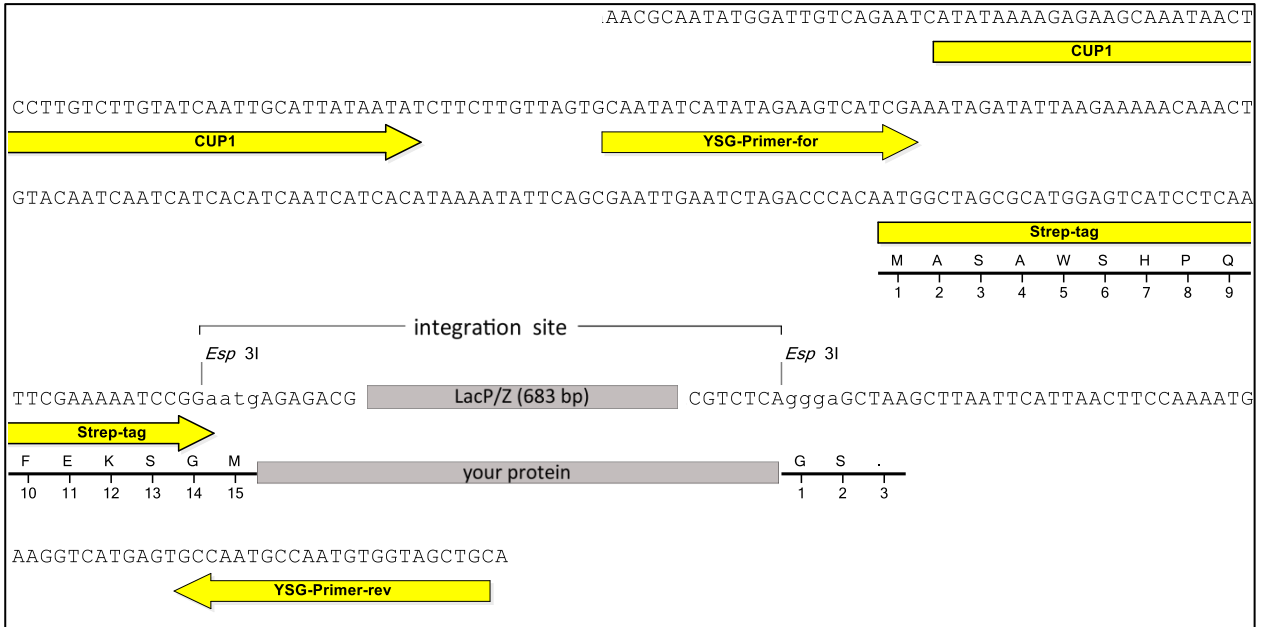 AACGCAATATGGATTGTCAGAATCATATAAAAGAGAAGCAAATAACT
CUP1
CCTTGTCTTGTATCAATTGCATTATAATATCTTCTTGTTAGTGCAATATCATATAGAAGTCATCGAAATAGATATTAAGAAAAACAAACT
CUP1 YSG-Primer-for
GTACAATCAATCATCACATCAATCATCACATAAAATATTCAGCGAATTGAATCTAGACCCACAATGGCTAGCGCATGGAGTCATCCTCAA
Strep-tag
M A S A W S H P Q
1 2 3 4 5 6 7 8 9
integration site
Esp 3I Esp 3I
TTCGAAAAATCCGGaatgAGAGACG LacP/Z (683 bp) CGTCTCAgggaGCTAAGCTTAATTCATTAACTTCCAAAATG
Strep-tag
F E K S G M your protein G S .
10 11 12 13 14 15 1 2 3
AAGGTCATGAGTGCCAATGCCAATGTGGTAGCTGCA
YSG-Primer-rev